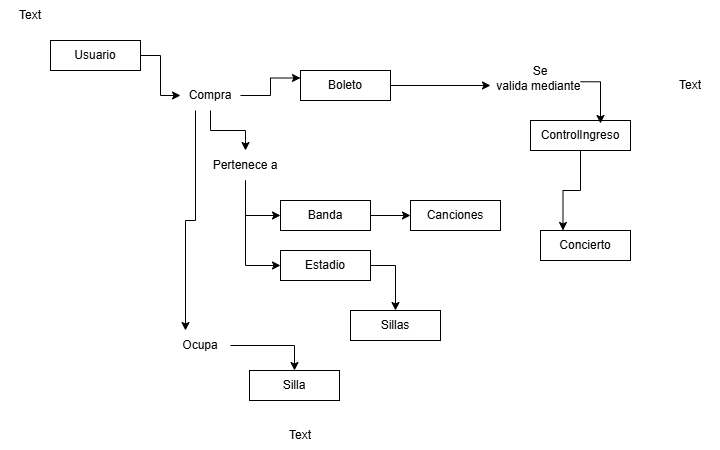 Text
Usuario
Compra
Boleto
Se
valida mediante
Text
ControlIngreso
Pertenece a
Banda
Canciones
Concierto
Estadio
Sillas
Ocupa
Silla
Text